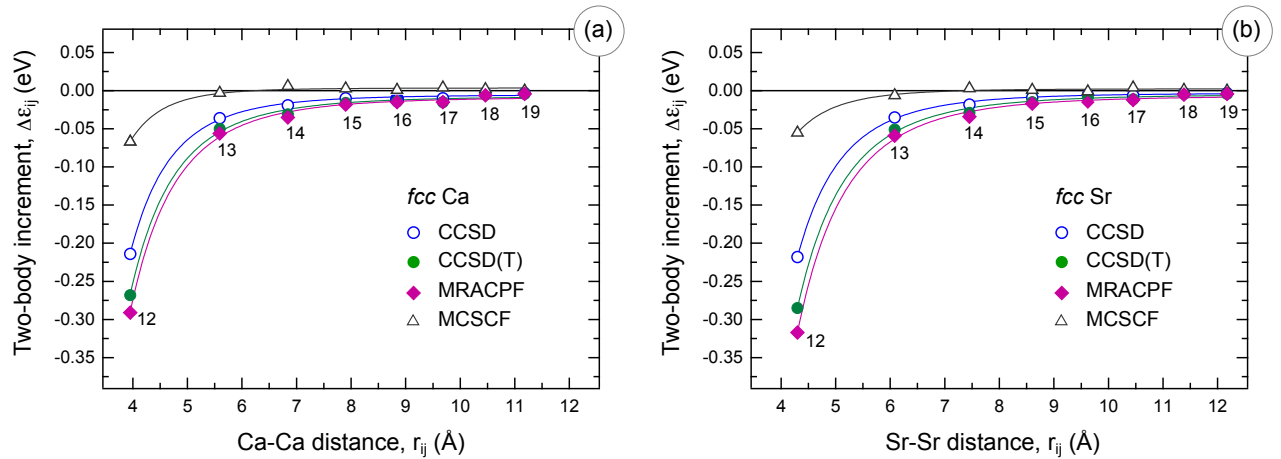 (a)
Two-body increment, Δε_ij (eV)
0.05
0.00
-0.05
-0.10
-0.15
-0.20
-0.25
-0.30
-0.35
12
13
14
15
16
17
18
19
fcc Ca
CCSD
CCSD(T)
MRACPF
MCSCF
4 5 6 7 8 9 10 11 12
Ca-Ca distance, r_ij (Å)
(b)
Two-body increment, Δε_ij (eV)
0.05
0.00
-0.05
-0.10
-0.15
-0.20
-0.25
-0.30
-0.35
12
13
14
15
16
17
18
19
fcc Sr
CCSD
CCSD(T)
MRACPF
MCSCF
4 5 6 7 8 9 10 11 12
Sr-Sr distance, r_ij (Å)